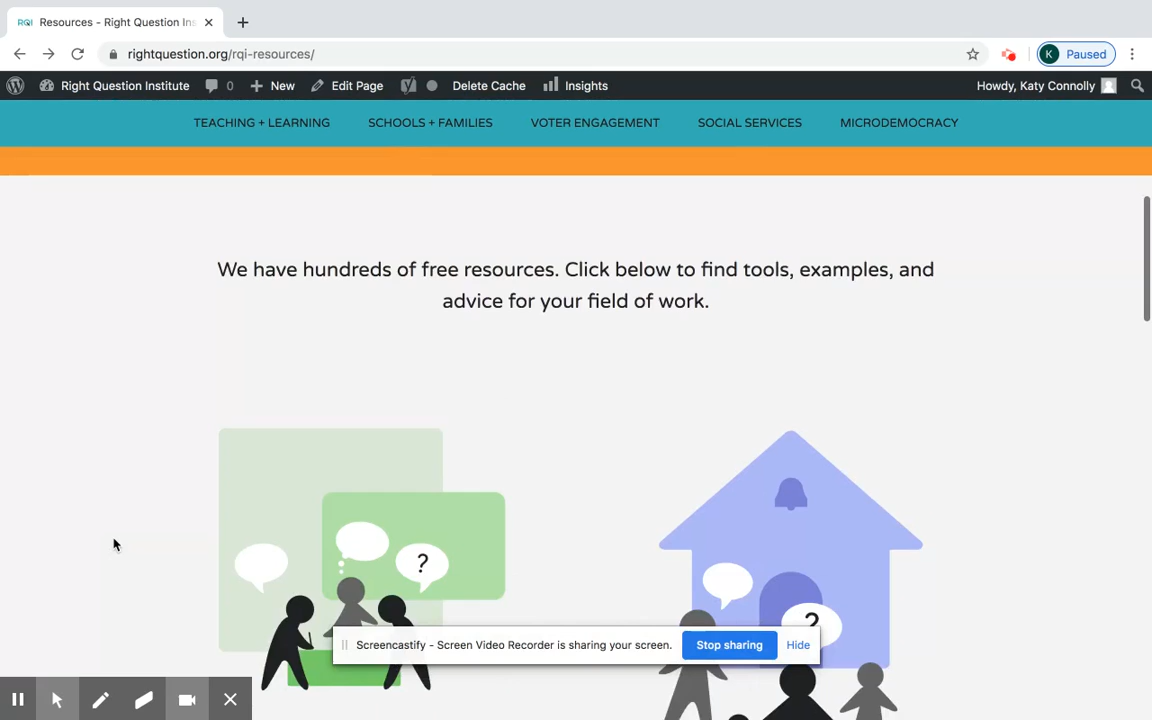 RQI Resources - Right Question Ins
rightquestion.org/rqi-resources/
K Paused
Right Question Institute 0 New Edit Page Delete Cache Insights Howdy, Katy Connolly
TEACHING + LEARNING SCHOOLS + FAMILIES VOTER ENGAGEMENT SOCIAL SERVICES MICRODEMOCRACY
We have hundreds of free resources. Click below to find tools, examples, and
advice for your field of work.
?
?
Screencastify - Screen Video Recorder is sharing your screen. Stop sharing Hide